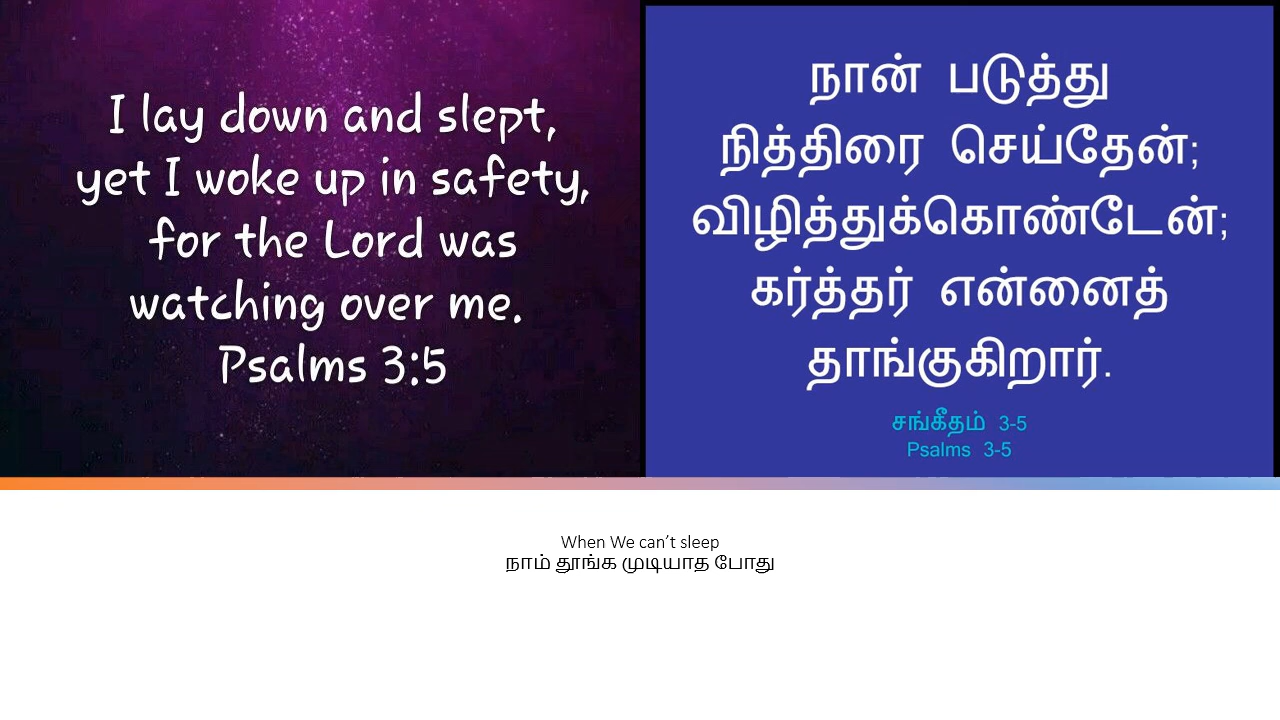 I lay down and slept,
yet I woke up in safety,
for the Lord was
watching over me.
Psalms 3:5
நான் படுத்து
நித்திரை செய்தேன்;
விழித்துக்கொண்டேன்;
கர்த்தர் என்னைத்
தாங்குகிறார்.
சங்கீதம் 3-5
Psalms 3-5
When We can’t sleep
நாம் தூங்க முடியாத போது